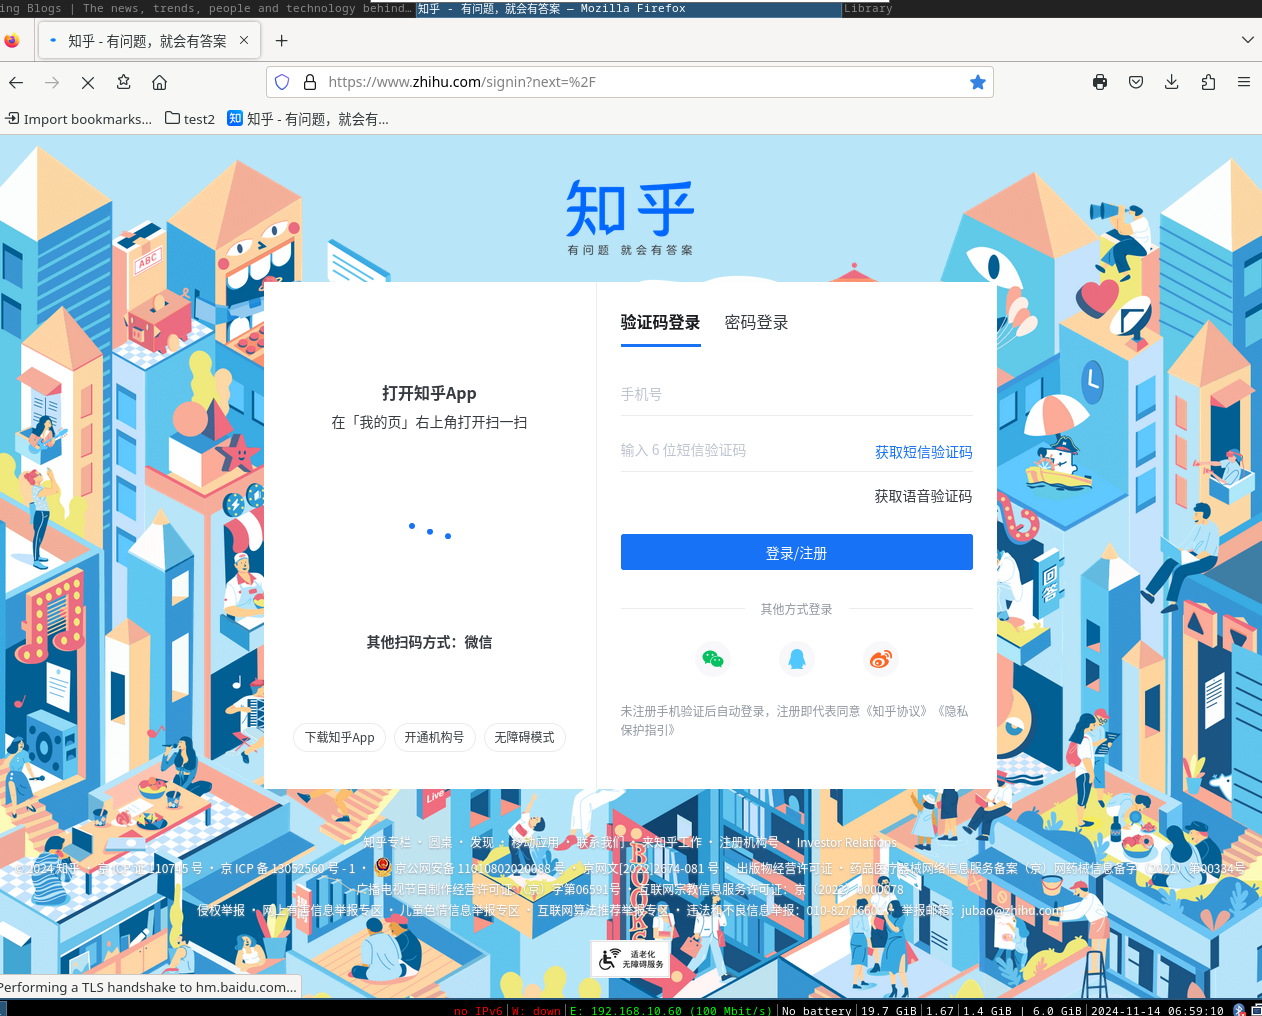 ing Blogs | The news, trends, people and technology behind…
知乎 - 有问题，就会有答案 — Mozilla Firefox
Library
知乎 - 有问题，就会有答案
https://www.zhihu.com/signin?next=%2F
Import bookmarks...
test2
知 知乎 - 有问题，就会有...
知乎
有问题 就会有答案
ABC
验证码登录 密码登录
打开知乎App
在「我的页」右上角打开扫一扫
手机号
输入 6 位短信验证码 获取短信验证码
获取语音验证码
登录/注册
其他方式登录
其他扫码方式：微信
未注册手机验证后自动登录，注册即代表同意《知乎协议》《隐私
保护指引》
下载知乎App 开通机构号 无障碍模式
回答
Live
知乎专栏 · 圆桌 · 发现 · 移动应用 · 联系我们 · 来知乎工作 · 注册机构号 · Investor Relations
© 2024 知乎 · 京 ICP 证 110745 号 · 京 ICP 备 13052560 号 - 1 · 京公网安备 11010802020088 号 · 京网文[2022]2674-081 号 · 出版物经营许可证 · 药品医疗器械网络信息服务备案（京）网药械信息备字（2022）第00334号
· 广播电视节目制作经营许可证:（京）字第06591号 · 互联网宗教信息服务许可证：京（2022）0000078
侵权举报 · 网上有害信息举报专区 · 儿童色情信息举报专区 · 互联网算法推荐举报专区 · 违法和不良信息举报：010-82716601 · 举报邮箱：jubao@zhihu.com
适老化
无障碍服务
Performing a TLS handshake to hm.baidu.com...
no IPv6 W: down E: 192.168.10.60 (100 Mbit/s) No battery 19.7 GiB 1.67 1.4 GiB | 6.0 GiB 2024-11-14 06:59:10